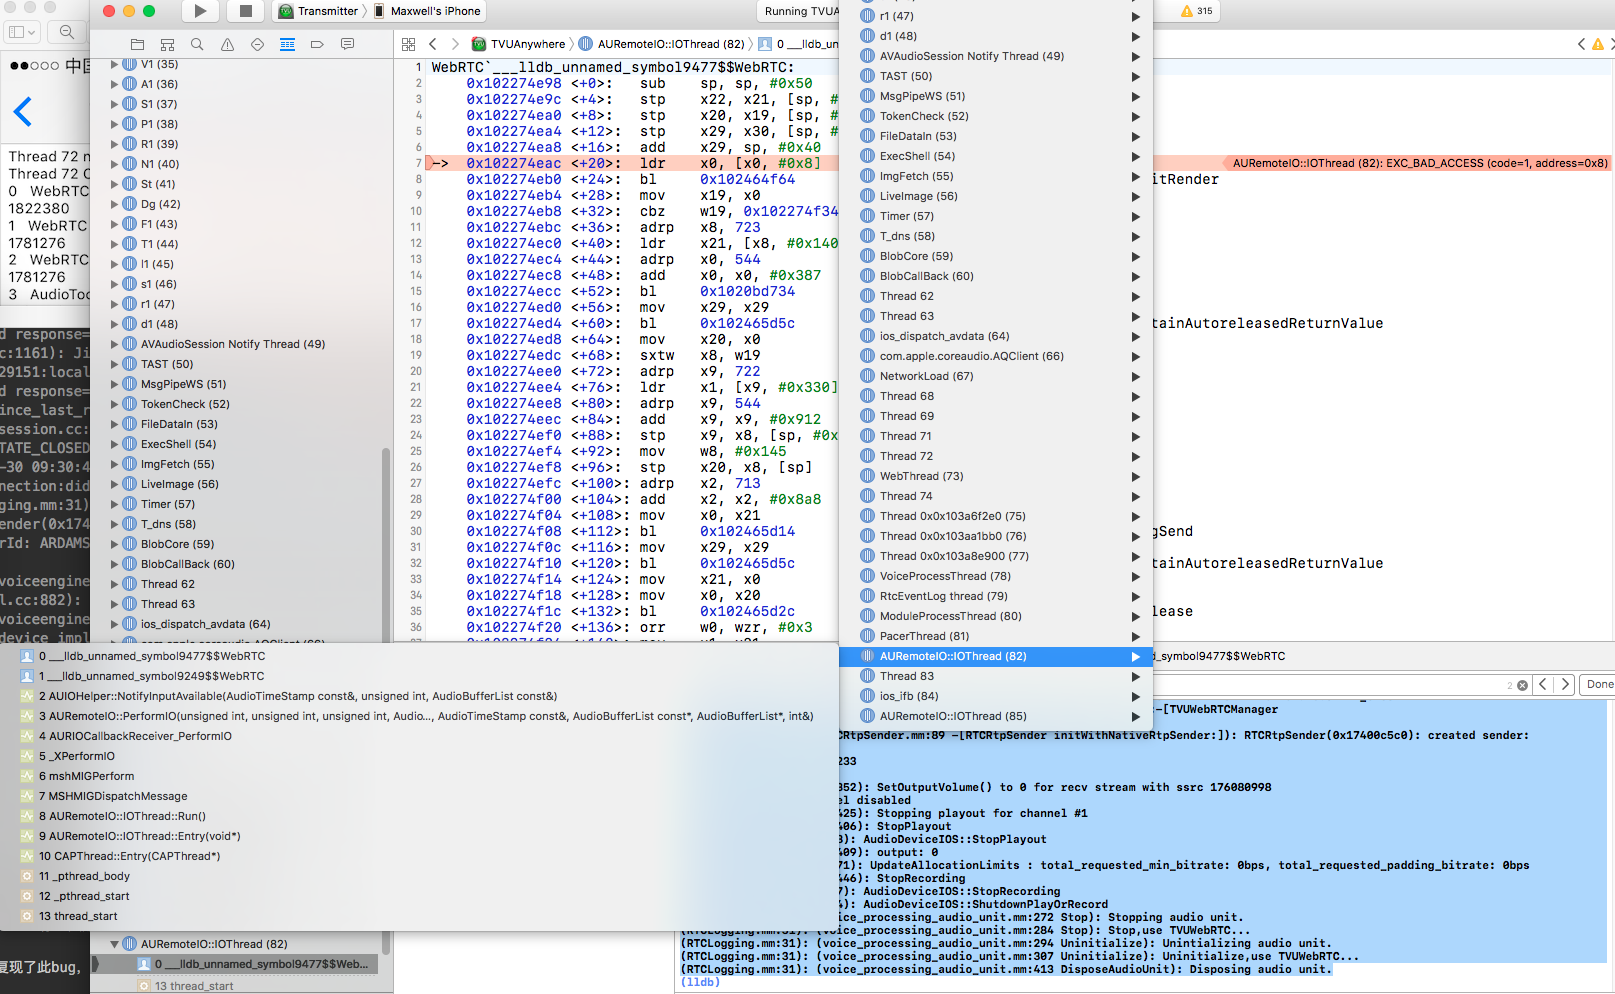 Transmitter
Maxwell's iPhone
Running TVUA
315
中国
Thread 72 n
Thread 72 C
0 WebRTC
1822380
1 WebRTC
1781276
2 WebRTC
1781276
3 AudioToo
d response=
c:1161): Ji
29151:local
d response=
ince_last_r
session.cc:
TATE_CLOSED
-30 09:30:4
nection:did
ging.mm:31)
ender(0x174
rId: ARDAMS
voiceengine
l.cc:882):
voiceengine
device_impl
复现了此bug,
V1 (35)
A1 (36)
S1 (37)
P1 (38)
R1 (39)
N1 (40)
St (41)
Dg (42)
F1 (43)
T1 (44)
I1 (45)
s1 (46)
r1 (47)
d1 (48)
AVAudioSession Notify Thread (49)
TAST (50)
MsgPipeWS (51)
TokenCheck (52)
FileDataIn (53)
ExecShell (54)
ImgFetch (55)
LiveImage (56)
Timer (57)
T_dns (58)
BlobCore (59)
BlobCallBack (60)
Thread 62
Thread 63
ios_dispatch_avdata (64)
TVUAnywhere
AURemoteIO::IOThread (82)
0 ___lldb_un
1 WebRTC`___lldb_unnamed_symbol9477$$WebRTC:
2 0x102274e98 <+0>: sub sp, sp, #0x50
3 0x102274e9c <+4>: stp x22, x21, [sp, #
4 0x102274ea0 <+8>: stp x20, x19, [sp, #
5 0x102274ea4 <+12>: stp x29, x30, [sp, #
6 0x102274ea8 <+16>: add x29, sp, #0x40
7 -> 0x102274eac <+20>: ldr x0, [x0, #0x8]
8 0x102274eb0 <+24>: bl 0x102464f64
9 0x102274eb4 <+28>: mov x19, x0
10 0x102274eb8 <+32>: cbz w19, 0x102274f34
11 0x102274ebc <+36>: adrp x8, 723
12 0x102274ec0 <+40>: ldr x21, [x8, #0x140
13 0x102274ec4 <+44>: adrp x0, 544
14 0x102274ec8 <+48>: add x0, x0, #0x387
15 0x102274ecc <+52>: bl 0x1020bd734
16 0x102274ed0 <+56>: mov x29, x29
17 0x102274ed4 <+60>: bl 0x102465d5c
18 0x102274ed8 <+64>: mov x20, x0
19 0x102274edc <+68>: sxtw x8, w19
20 0x102274ee0 <+72>: adrp x9, 722
21 0x102274ee4 <+76>: ldr x1, [x9, #0x330]
22 0x102274ee8 <+80>: adrp x9, 544
23 0x102274eec <+84>: add x9, x9, #0x912
24 0x102274ef0 <+88>: stp x9, x8, [sp, #0x
25 0x102274ef4 <+92>: mov w8, #0x145
26 0x102274ef8 <+96>: stp x20, x8, [sp]
27 0x102274efc <+100>: adrp x2, 713
28 0x102274f00 <+104>: add x2, x2, #0x8a8
29 0x102274f04 <+108>: mov x0, x21
30 0x102274f08 <+112>: bl 0x102465d14
31 0x102274f0c <+116>: mov x29, x29
32 0x102274f10 <+120>: bl 0x102465d5c
33 0x102274f14 <+124>: mov x21, x0
34 0x102274f18 <+128>: mov x0, x20
35 0x102274f1c <+132>: bl 0x102465d2c
36 0x102274f20 <+136>: orr w0, wzr, #0x3
r1 (47)
d1 (48)
AVAudioSession Notify Thread (49)
TAST (50)
MsgPipeWS (51)
TokenCheck (52)
FileDataIn (53)
ExecShell (54)
ImgFetch (55)
LiveImage (56)
Timer (57)
T_dns (58)
BlobCore (59)
BlobCallBack (60)
Thread 62
Thread 63
ios_dispatch_avdata (64)
com.apple.coreaudio.AQClient (66)
NetworkLoad (67)
Thread 68
Thread 69
Thread 71
Thread 72
WebThread (73)
Thread 74
Thread 0x0x103a6f2e0 (75)
Thread 0x0x103aa1bb0 (76)
Thread 0x0x103a8e900 (77)
VoiceProcessThread (78)
RtcEventLog thread (79)
ModuleProcessThread (80)
PacerThread (81)
AURemoteIO::IOThread (82)
Thread 83
ios_ifb (84)
AURemoteIO::IOThread (85)
AURemoteIO::IOThread (82): EXC_BAD_ACCESS (code=1, address=0x8)
itRender
tainAutoreleasedReturnValue
gSend
tainAutoreleasedReturnValue
lease
d_symbol9477$$WebRTC
2
Done
0 ___lldb_unnamed_symbol9477$$WebRTC
1 ___lldb_unnamed_symbol9249$$WebRTC
2 AUIOHelper::NotifyInputAvailable(AudioTimeStamp const&, unsigned int, AudioBufferList const&)
3 AURemoteIO::PerformIO(unsigned int, unsigned int, unsigned int, Audio..., AudioTimeStamp const&, AudioBufferList const*, AudioBufferList*, int&)
4 AURIOCallbackReceiver_PerformIO
5 _XPerformIO
6 mshMIGPerform
7 MSHMIGDispatchMessage
8 AURemoteIO::IOThread::Run()
9 AURemoteIO::IOThread::Entry(void*)
10 CAPThread::Entry(CAPThread*)
11 _pthread_body
12 _pthread_start
13 thread_start
AURemoteIO::IOThread (82)
0 ___lldb_unnamed_symbol9477$$Web...
13 thread_start
-[TVUWebRTCManager
CRtpSender.mm:89 -[RTCRtpSender initWithNativeRtpSender:]): RTCRtpSender(0x17400c5c0): created sender:
233
352): SetOutputVolume() to 0 for recv stream with ssrc 176080998
el disabled
425): Stopping playout for channel #1
406): StopPlayout
3): AudioDeviceIOS::StopPlayout
409): output: 0
71): UpdateAllocationLimits : total_requested_min_bitrate: 0bps, total_requested_padding_bitrate: 0bps
446): StopRecording
7): AudioDeviceIOS::StopRecording
4): AudioDeviceIOS::ShutdownPlayOrRecord
oice_processing_audio_unit.mm:272 Stop): Stopping audio unit.
(RTCLogging.mm:31): (voice_processing_audio_unit.mm:284 Stop): Stop,use TVUWebRTC...
(RTCLogging.mm:31): (voice_processing_audio_unit.mm:294 Uninitialize): Unintializing audio unit.
(RTCLogging.mm:31): (voice_processing_audio_unit.mm:307 Uninitialize): Uninitialize,use TVUWebRTC...
(RTCLogging.mm:31): (voice_processing_audio_unit.mm:413 DisposeAudioUnit): Disposing audio unit.
(lldb)